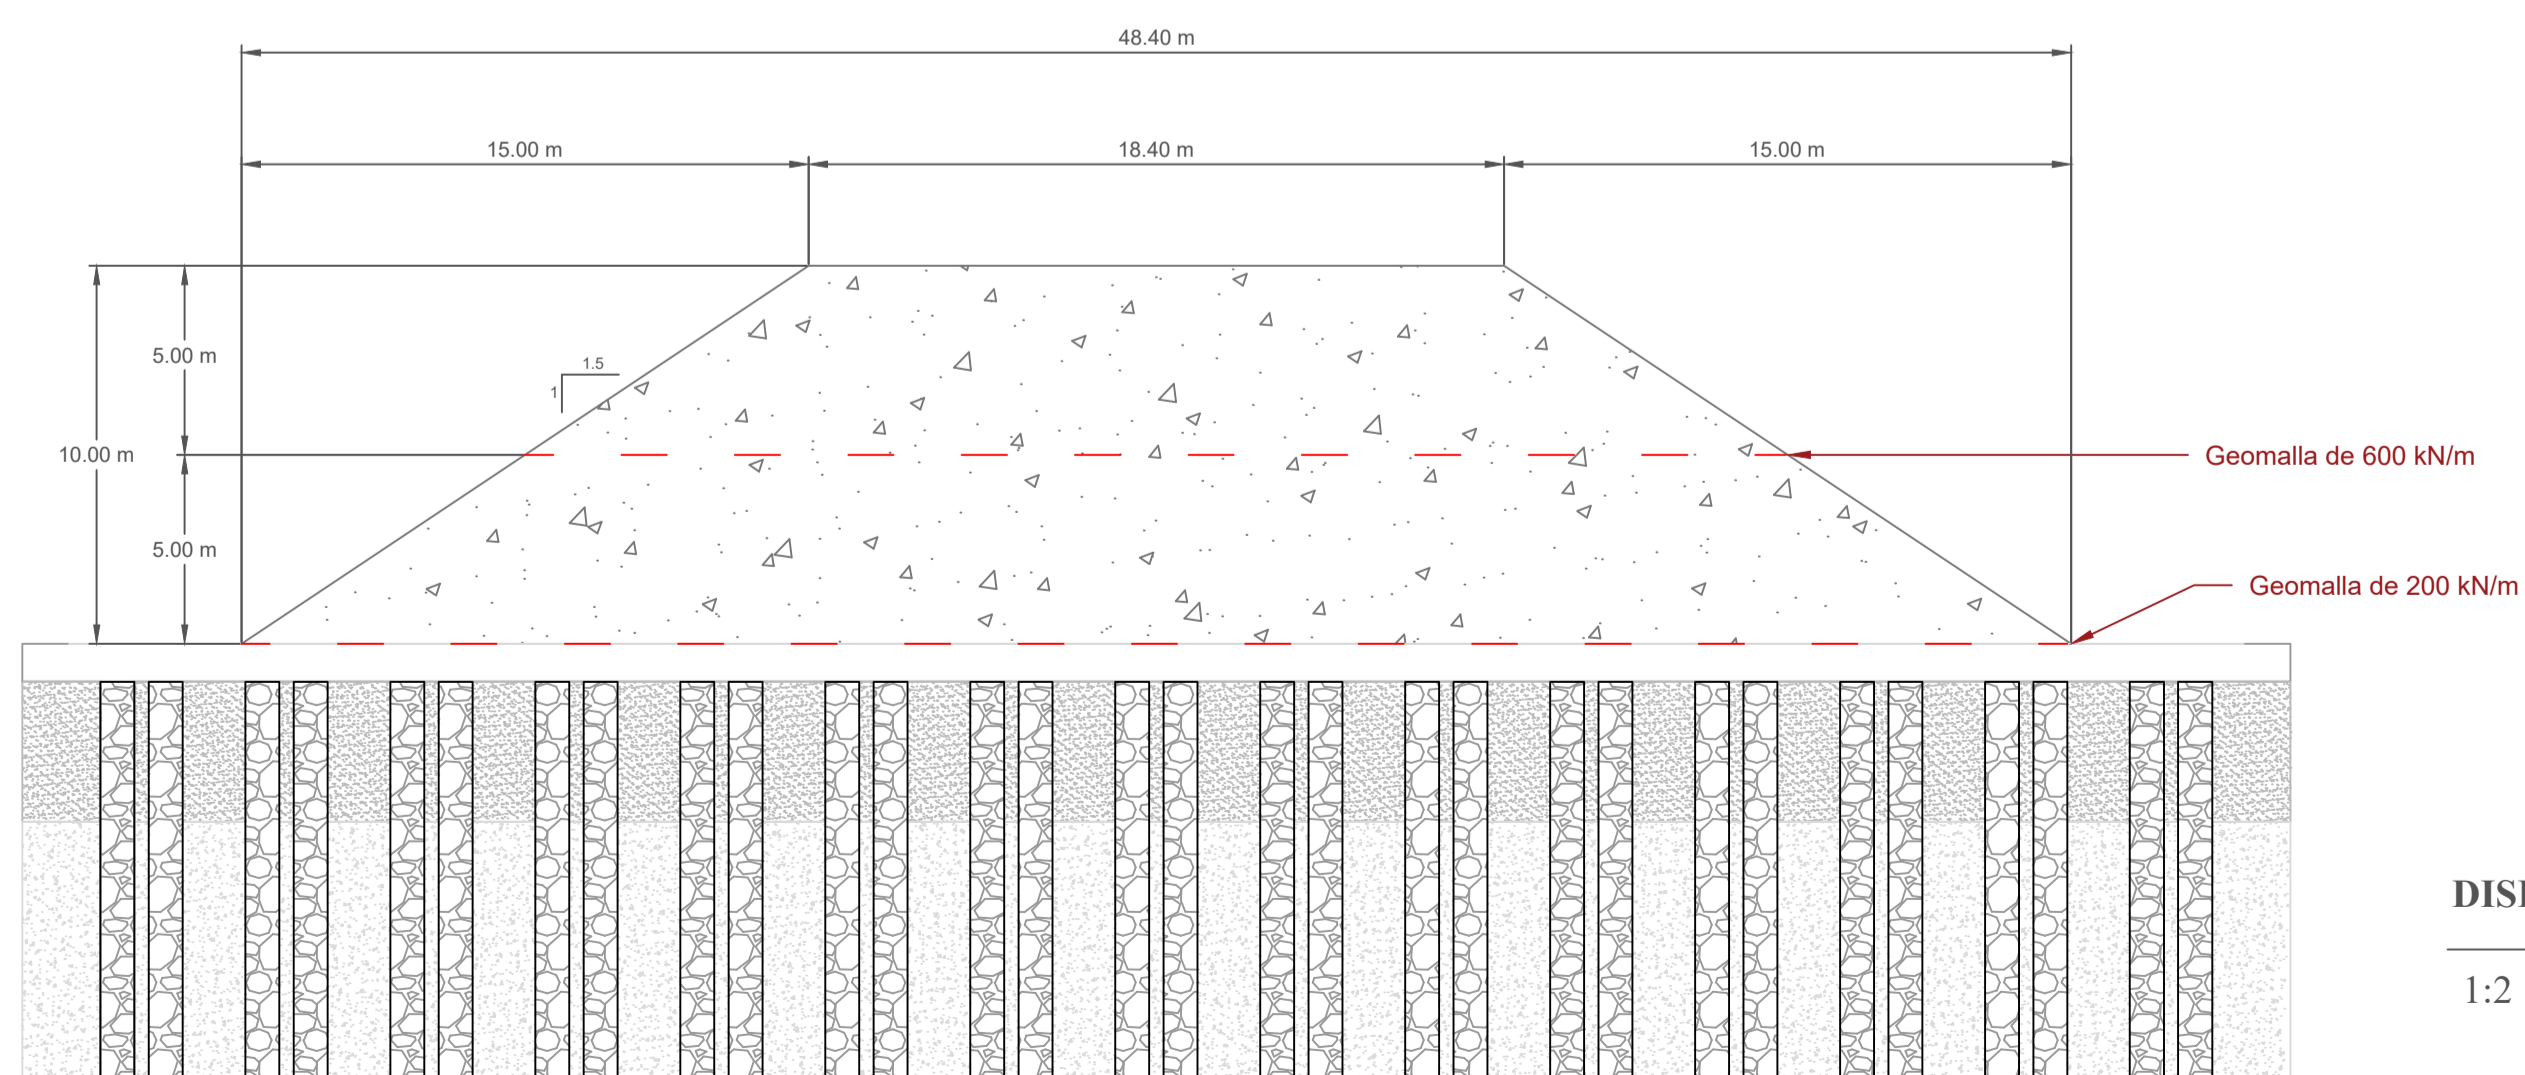 48.40 m
15.00 m
18.40 m
15.00 m
5.00 m
1.5
1
10.00 m
Geomalla de 600 kN/m
5.00 m
Geomalla de 200 kN/m
1:2